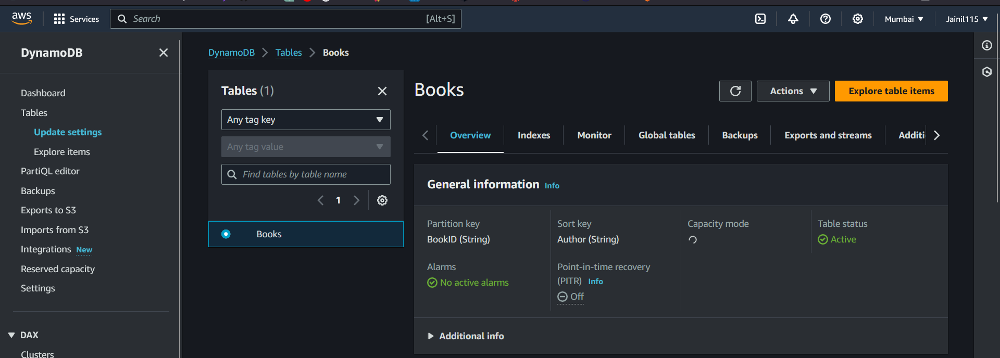 aws
Services
Search
[Alt+S]
Mumbai
Jainil115
DynamoDB
Dashboard
Tables
Update settings
Explore items
PartiQL editor
Backups
Exports to S3
Imports from S3
Integrations New
Reserved capacity
Settings
DAX
Clusters
DynamoDB
Tables
Books
Tables (1)
Any tag key
Any tag value
Find tables by table name
1
Books
Books
Actions
Explore table items
Overview
Indexes
Monitor
Global tables
Backups
Exports and streams
Additi
General information Info
Partition key
BookID (String)
Sort key
Author (String)
Capacity mode
Table status
Active
Alarms
No active alarms
Point-in-time recovery
(PITR) Info
Off
Additional info